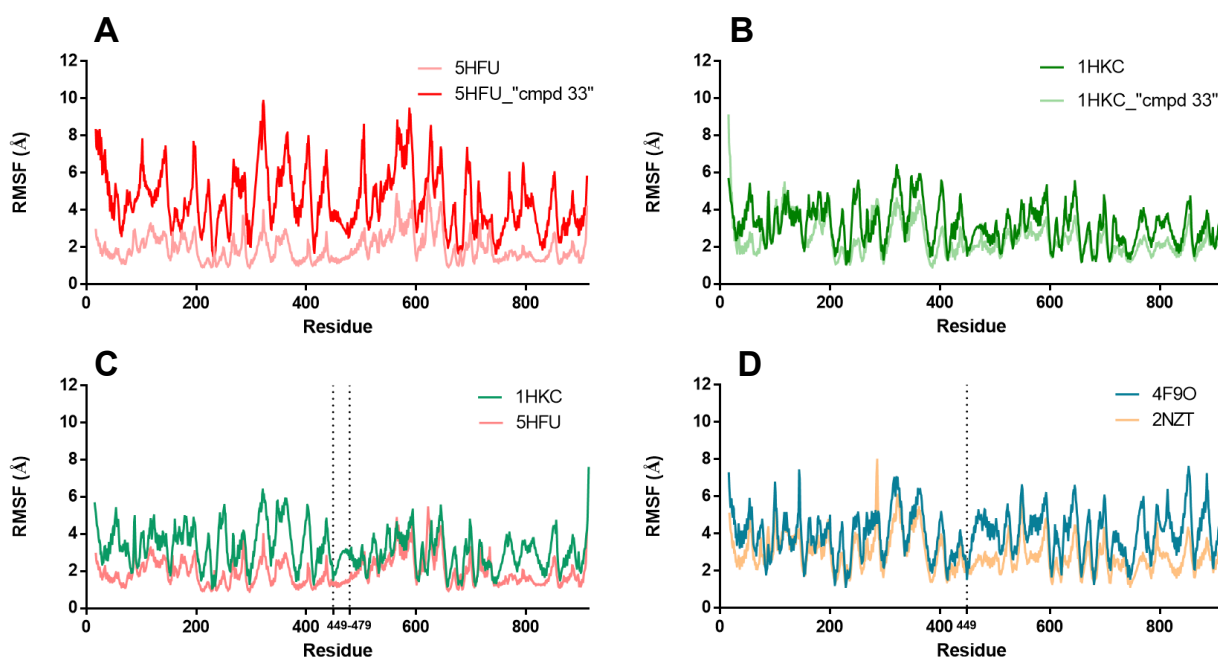 A
12
10
8
6
4
2
0
RMSF (Å)
5HFU
5HFU_"cmpd 33"
0 200 400 600 800
Residue
B
12
10
8
6
4
2
0
RMSF (Å)
1HKC
1HKC_"cmpd 33"
0 200 400 600 800
Residue
C
12
10
8
6
4
2
0
RMSF (Å)
1HKC
5HFU
0 200 400 449-479 600 800
Residue
D
12
10
8
6
4
2
0
RMSF (Å)
4F9O
2NZT
0 200 400 449 600 800
Residue